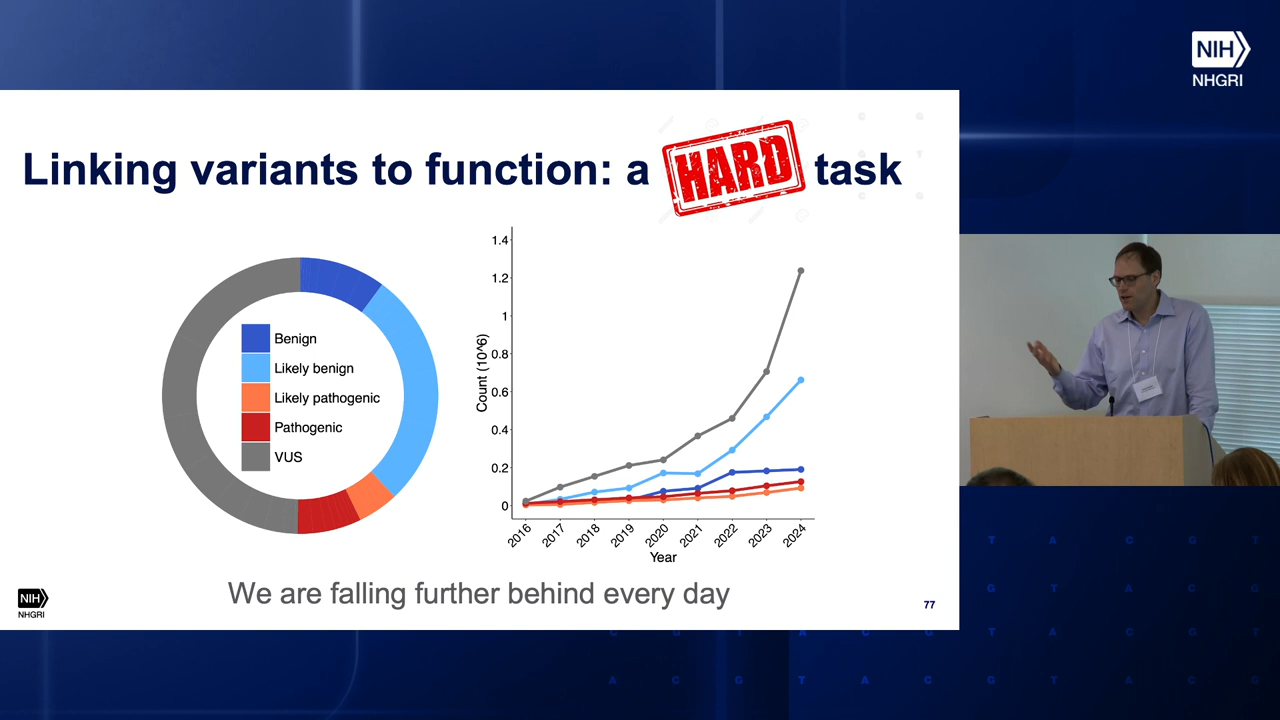 NIH
NHGRI
Linking variants to function: a HARD task
Benign
Likely benign
Likely pathogenic
Pathogenic
VUS
Count (10^6)
1.4
1.2
1
0.8
0.6
0.4
0.2
0
2016
2017
2018
2019
2020
2021
2022
2023
2024
Year
We are falling further behind every day
NIH
NHGRI
77
T A C G T
G T A C G
C G T A C G T A C G T
A C G T A C G T A C G